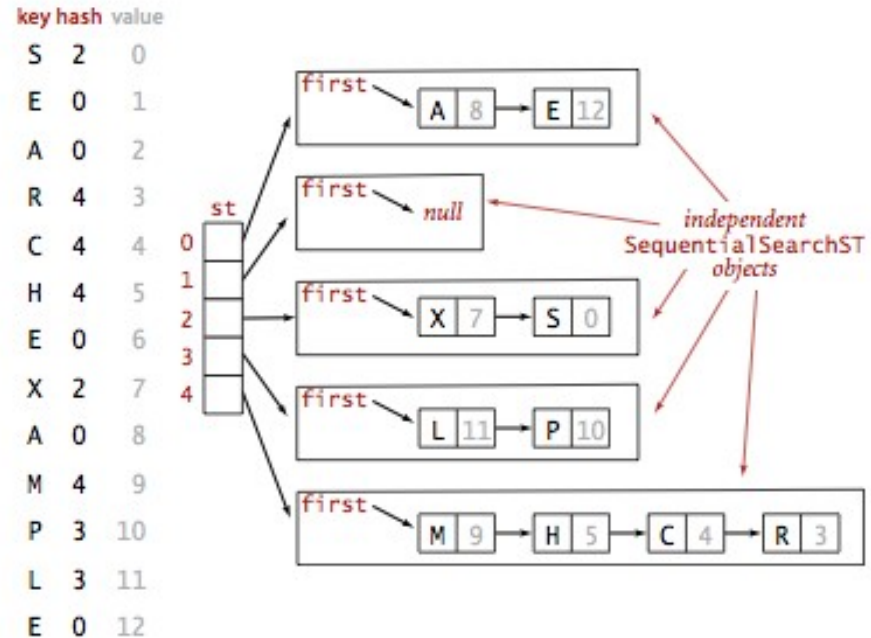 key hash value
S 2 0
E 0 1
A 0 2
R 4 3
C 4 4
H 4 5
E 0 6
X 2 7
A 0 8
M 4 9
P 3 10
L 3 11
E 0 12
st
0
1
2
3
4
first
A 8 E 12
first
null
first
X 7 S 0
first
L 11 P 10
first
M 9 H 5 C 4 R 3
independent
SequentialSearchST
objects